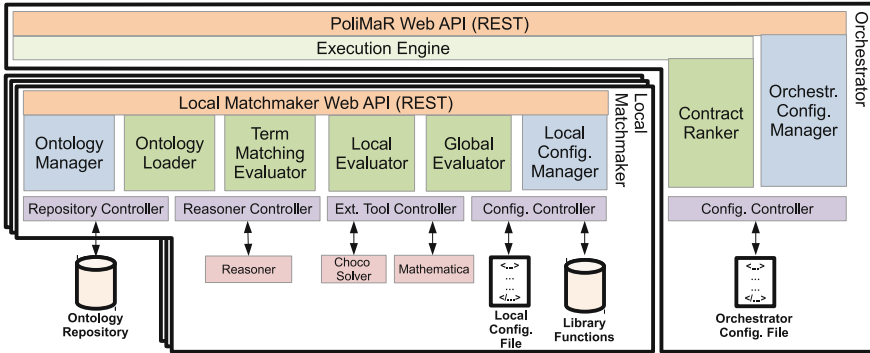 PoliMaR Web API (REST)
Execution Engine
Orchestrator
Local Matchmaker Web API (REST)
Local
Matchmaker
Ontology
Manager
Ontology
Loader
Term
Matching
Evaluator
Local
Evaluator
Global
Evaluator
Local
Config.
Manager
Contract
Ranker
Orchestr.
Config.
Manager
Repository Controller
Reasoner Controller
Ext. Tool Controller
Config. Controller
Config. Controller
Reasoner
Choco
Solver
Mathematica
<...>
...
...
</...>
<...>
...
...
</...>
Ontology
Repository
Local
Config.
File
Library
Functions
Orchestrator
Config. File